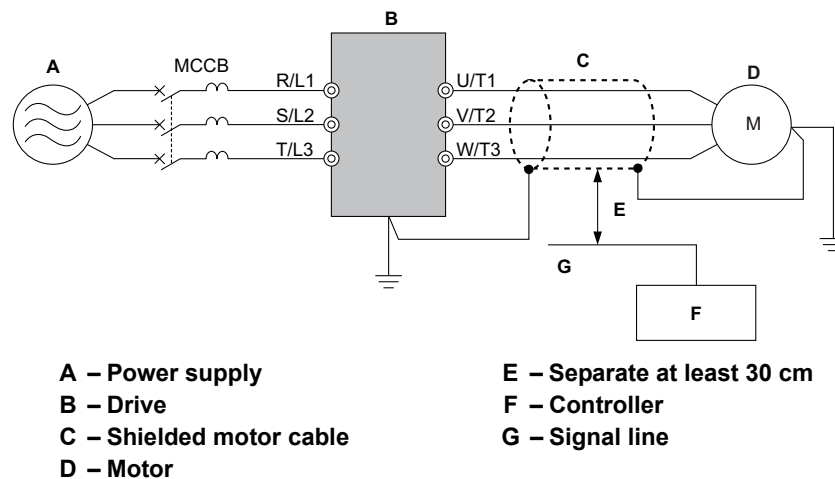 B
A
MCCB
C
D
R/L1
U/T1
S/L2
V/T2
M
T/L3
W/T3
E
G
F
A – Power supply
B – Drive
C – Shielded motor cable
D – Motor
E – Separate at least 30 cm
F – Controller
G – Signal line